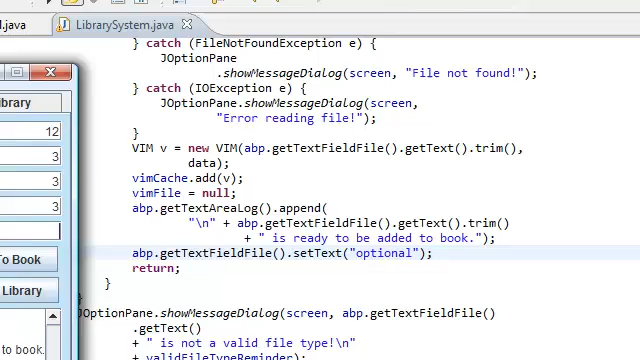 l.java
LibrarySystem.java
} catch (FileNotFoundException e) {
JOptionPane
.showMessageDialog(screen, "File not found!");
} catch (IOException e) {
JOptionPane.showMessageDialog(screen,
"Error reading file!");
}
VIM v = new VIM(abp.getTextFieldFile().getText().trim(),
data);
vimCache.add(v);
vimFile = null;
abp.getTextAreaLog().append(
"\n" + abp.getTextFieldFile().getText().trim()
+ " is ready to be added to book.");
abp.getTextFieldFile().setText("optional");
return;
}
}
JOptionPane.showMessageDialog(screen, abp.getTextFieldFile()
.getText()
+ " is not a valid file type!\n"
+ validFileTypeReminder);
ibrary
12
3
3
3
To Book
Library
to book.